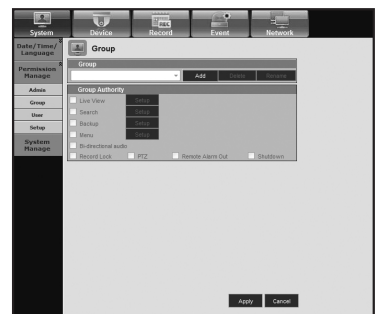 System Device Record Event Network
Date/Time/
Language
Permission
Manage
Admin
Group
User
Setup
System
Manage
Group
Group
Add Delete Rename
Group Authority
Live View Setup
Search Setup
Backup Setup
Menu Setup
Bi-directional audio
Record Lock PTZ Remote Alarm Out Shutdown
Apply Cancel